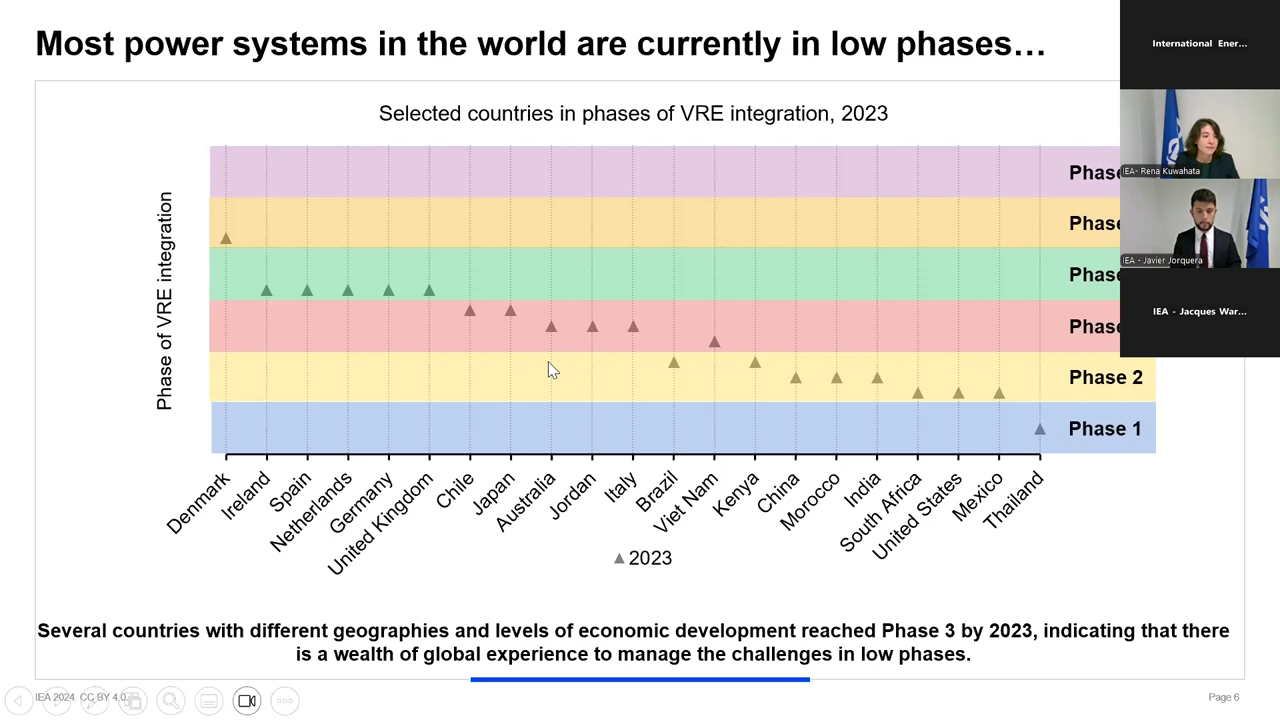 Most power systems in the world are currently in low phases…
International Ener...
Selected countries in phases of VRE integration, 2023
Phase of VRE integration
Phase
Phase
Phase
Phase
Phase 2
Phase 1
IEA- Rena Kuwahata
IEA - Javier Jorquera
IEA - Jacques War...
Denmark
Ireland
Spain
Netherlands
Germany
United Kingdom
Chile
Japan
Australia
Jordan
Italy
Brazil
Viet Nam
Kenya
China
Morocco
India
South Africa
United States
Mexico
Thailand
2023
Several countries with different geographies and levels of economic development reached Phase 3 by 2023, indicating that there
is a wealth of global experience to manage the challenges in low phases.
IEA 2024. CC BY 4.0.
Page 6